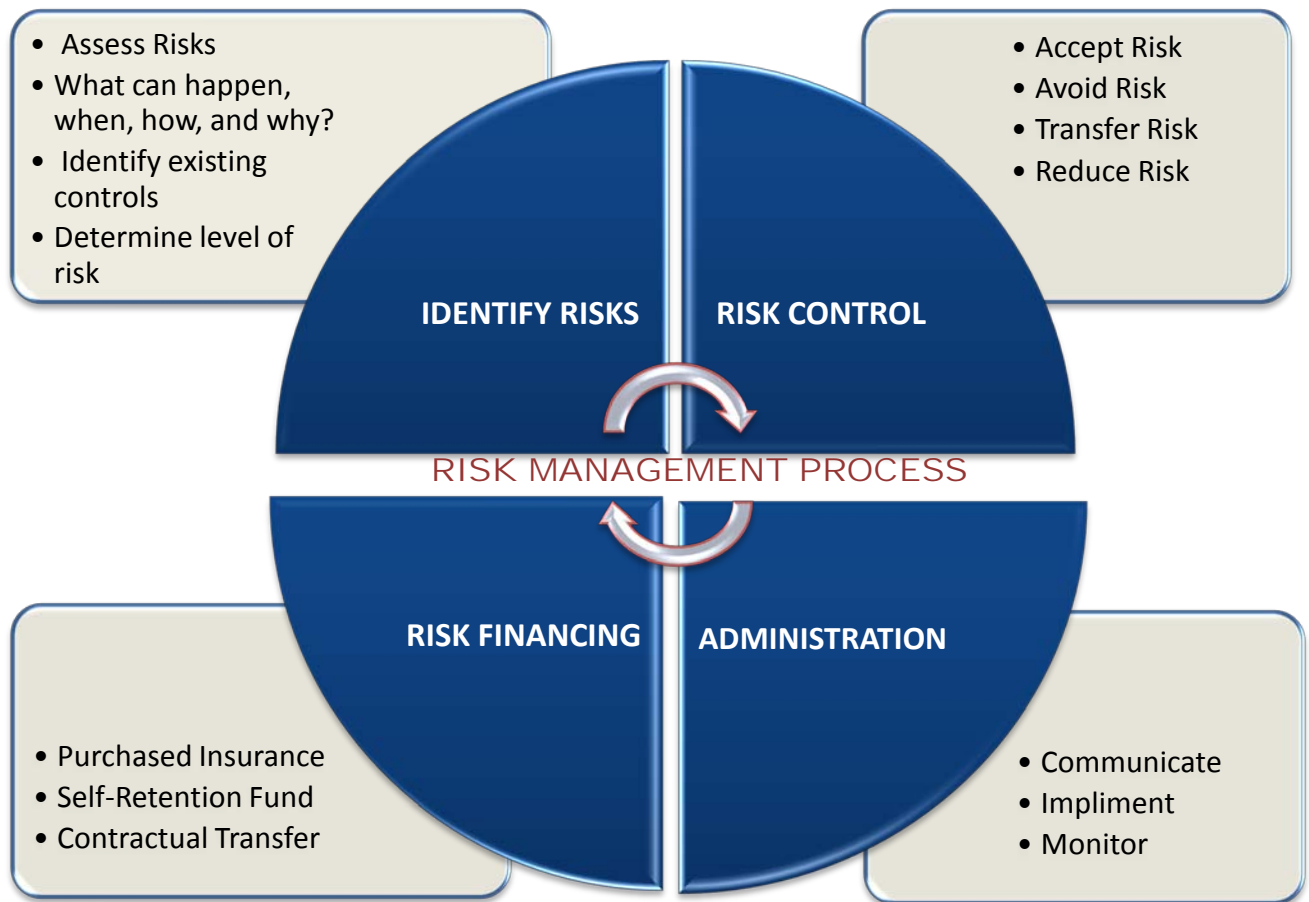 • Assess Risks
• What can happen,
when, how, and why?
• Identify existing
controls
• Determine level of
risk
• Accept Risk
• Avoid Risk
• Transfer Risk
• Reduce Risk
IDENTIFY RISKS
RISK CONTROL
RISK MANAGEMENT PROCESS
RISK FINANCING
ADMINISTRATION
• Purchased Insurance
• Self-Retention Fund
• Contractual Transfer
• Communicate
• Impliment
• Monitor